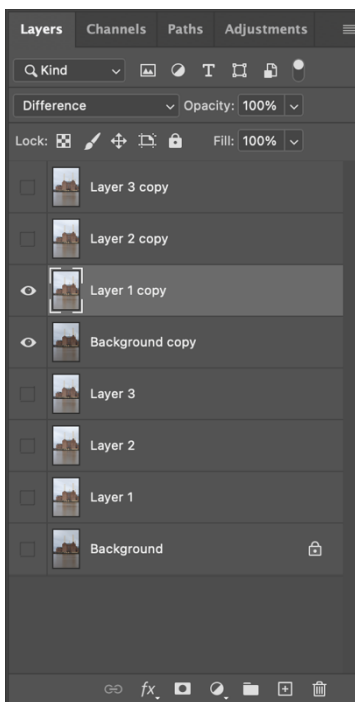 Layers Channels Paths Adjustments
Kind T
Difference Opacity: 100%
Lock: Fill: 100%
Layer 3 copy
Layer 2 copy
Layer 1 copy
Background copy
Layer 3
Layer 2
Layer 1
Background
fx